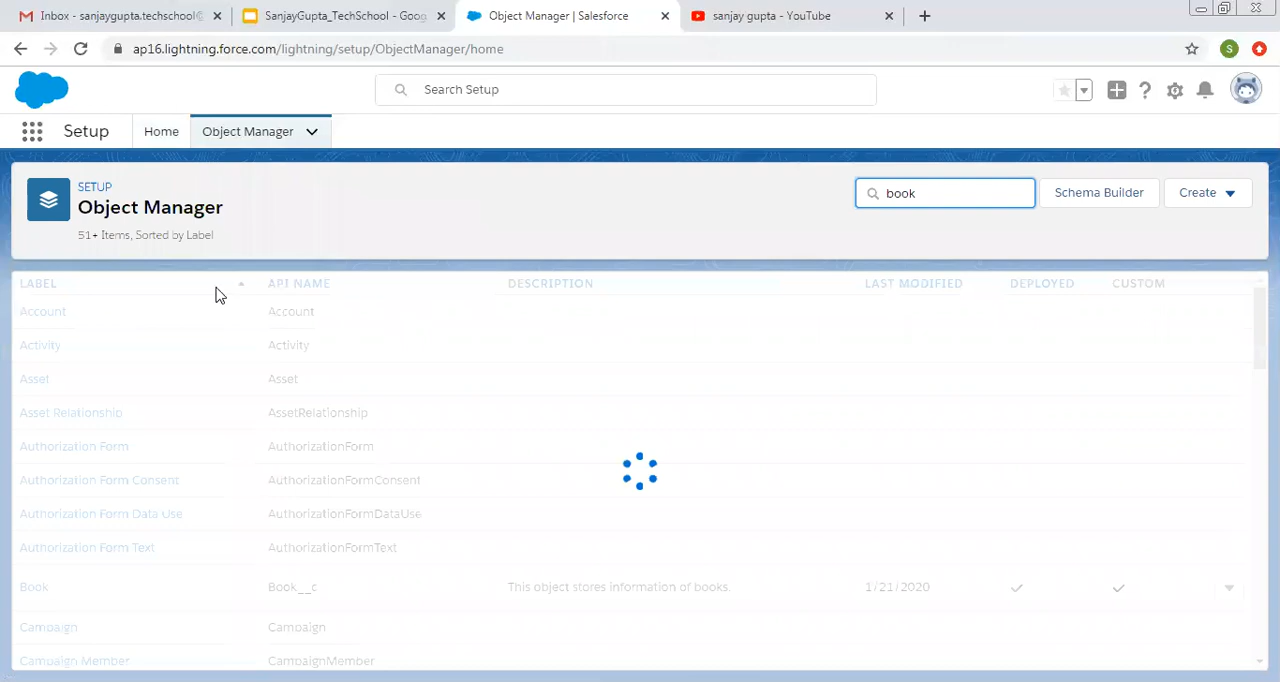 Inbox - sanjaygupta.techschool@
SanjayGupta_TechSchool - Goog
Object Manager | Salesforce
sanjay gupta - YouTube
ap16.lightning.force.com/lightning/setup/ObjectManager/home
S
Search Setup
Setup
Home
Object Manager
SETUP
Object Manager
51+ Items, Sorted by Label
book
Schema Builder
Create
LABEL API NAME DESCRIPTION LAST MODIFIED DEPLOYED CUSTOM
Account Account
Activity Activity
Asset Asset
Asset Relationship AssetRelationship
Authorization Form AuthorizationForm
Authorization Form Consent AuthorizationFormConsent
Authorization Form Data Use AuthorizationFormDataUse
Authorization Form Text AuthorizationFormText
Book Book__c This object stores information of books. 1/21/2020
Campaign Campaign
Campaign Member CampaignMember